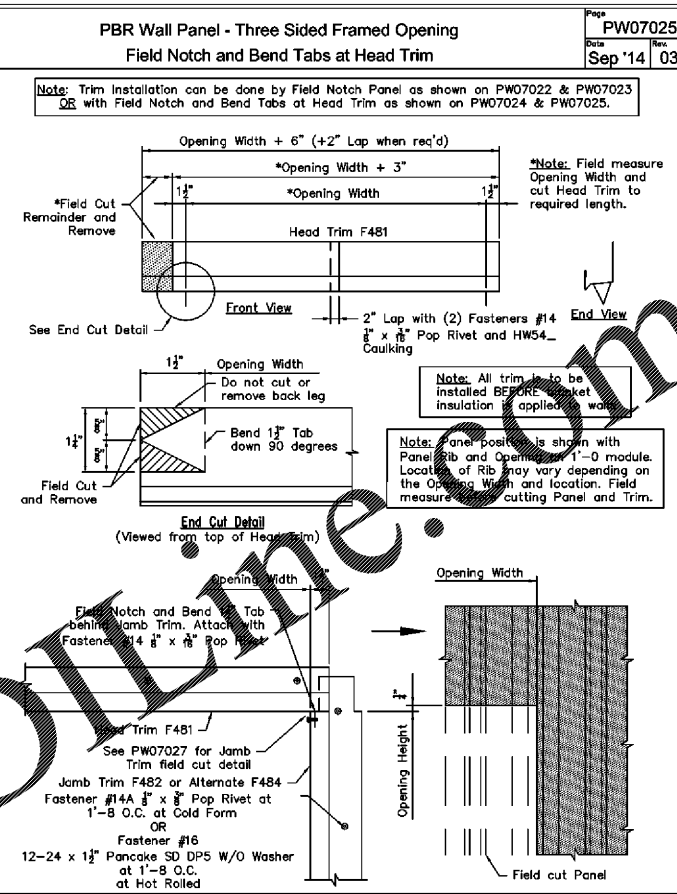 PBR Wall Panel - Three Sided Framed Opening
Field Notch and Bend Tabs at Head Trim
Page
PW07025
Date
Sep '14
Rev.
03
Note: Trim Installation can be done by Field Notch Panel as shown on PW07022 & PW07023
OR with Field Notch and Bend Tabs at Head Trim as shown on PW07024 & PW07025.
Opening Width + 6" (+2" Lap when req'd)
*Opening Width + 3"
1½"
*Opening Width
1½"
*Field Cut
Remainder and
Remove
*Note: Field measure
Opening Width and
cut Head Trim to
required length.
Head Trim F481
Front View
End View
See End Cut Detail
2" Lap with (2) Fasteners #14
⅛" x 3/16" Pop Rivet and HW54_
Caulking
1½"
Opening Width
Do not cut or
remove back leg
Bend 1½" Tab
down 90 degrees
Field Cut
and Remove
End Cut Detail
(Viewed from top of Head Trim)
Note: All trim is to be
installed BEFORE blanket
insulation is applied to walls.
Note: Panel position is shown with
Panel Rib and Opening on 1'-0 module.
Location of Rib may vary depending on
the Opening Width and location. Field
measure before cutting Panel and Trim.
Opening Width
Field Notch and Bend Tab
behind Jamb Trim. Attach with
Fastener #14 ⅛" x 3/16" Pop Rivet
Head Trim F481
See PW07027 for Jamb
Trim field cut detail
Jamb Trim F482 or Alternate F484
Fastener #14A ⅛" x ⅜" Pop Rivet at
1'-8 O.C. at Cold Form
OR
Fastener #16
12-24 x 1½" Pancake SD DP5 W/O Washer
at 1'-8 O.C.
at Hot Rolled
Opening Width
Opening Height
Field cut Panel
OILine.com